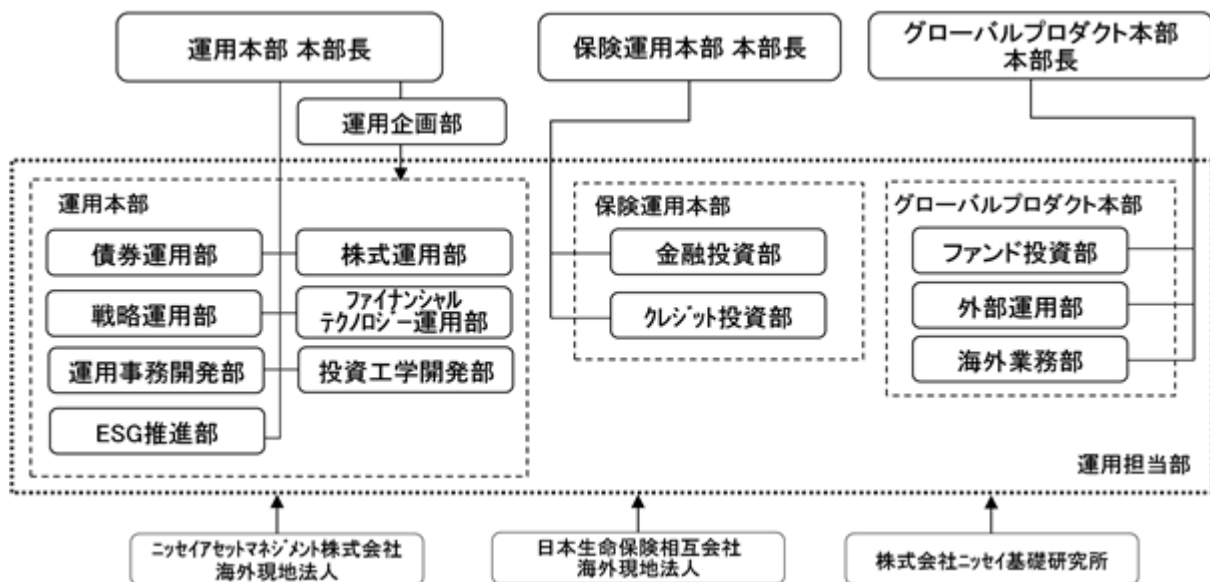 運用本部 本部長
保険運用本部 本部長
グローバルプロダクト本部
本部長
運用企画部
運用本部
債券運用部
株式運用部
戦略運用部
ファイナンシャル
テクノロジー運用部
運用事務開発部
投資工学開発部
ESG推進部
保険運用本部
金融投資部
クレジット投資部
グローバルプロダクト本部
ファンド投資部
外部運用部
海外業務部
運用担当部
ニッセイアセットマネジメント株式会社
海外現地法人
日本生命保険相互会社
海外現地法人
株式会社ニッセイ基礎研究所